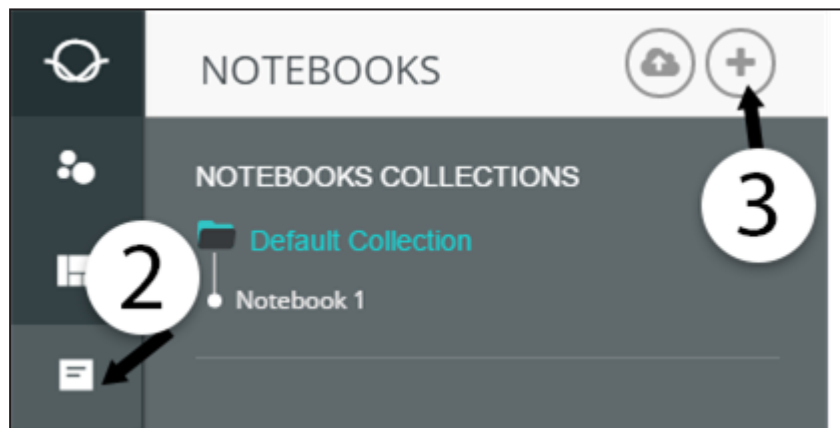 NOTEBOOKS
3
NOTEBOOKS COLLECTIONS
Default Collection
2
Notebook 1